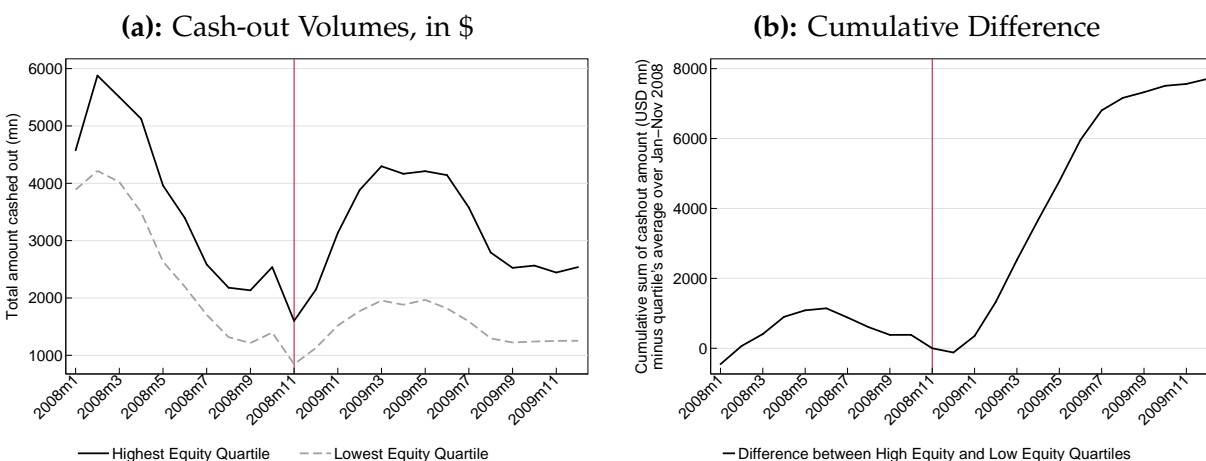 (a): Cash-out Volumes, in $
Total amount cashed out (mn)
6000
5000
4000
3000
2000
1000
2008m1
2008m3
2008m5
2008m7
2008m9
2008m11
2009m1
2009m3
2009m5
2009m7
2009m9
2009m11
Highest Equity Quartile
Lowest Equity Quartile
(b): Cumulative Difference
Cumulative sum of cashout amount (USD mn)
minus quartile's average over Jan−Nov 2008
8000
6000
4000
2000
0
2008m1
2008m3
2008m5
2008m7
2008m9
2008m11
2009m1
2009m3
2009m5
2009m7
2009m9
2009m11
Difference between High Equity and Low Equity Quartiles